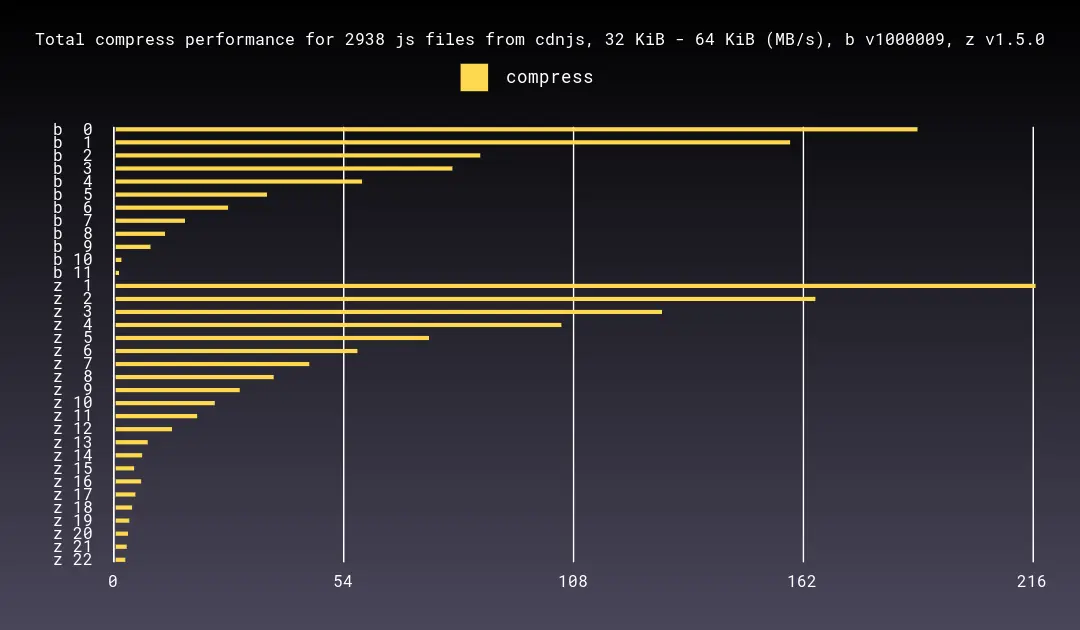 Total compress performance for 2938 js files from cdnjs, 32 KiB - 64 KiB (MB/s), b v1000009, z v1.5.0
compress
b 0
b 1
b 2
b 3
b 4
b 5
b 6
b 7
b 8
b 9
b 10
b 11
z 1
z 2
z 3
z 4
z 5
z 6
z 7
z 8
z 9
z 10
z 11
z 12
z 13
z 14
z 15
z 16
z 17
z 18
z 19
z 20
z 21
z 22
0 54 108 162 216